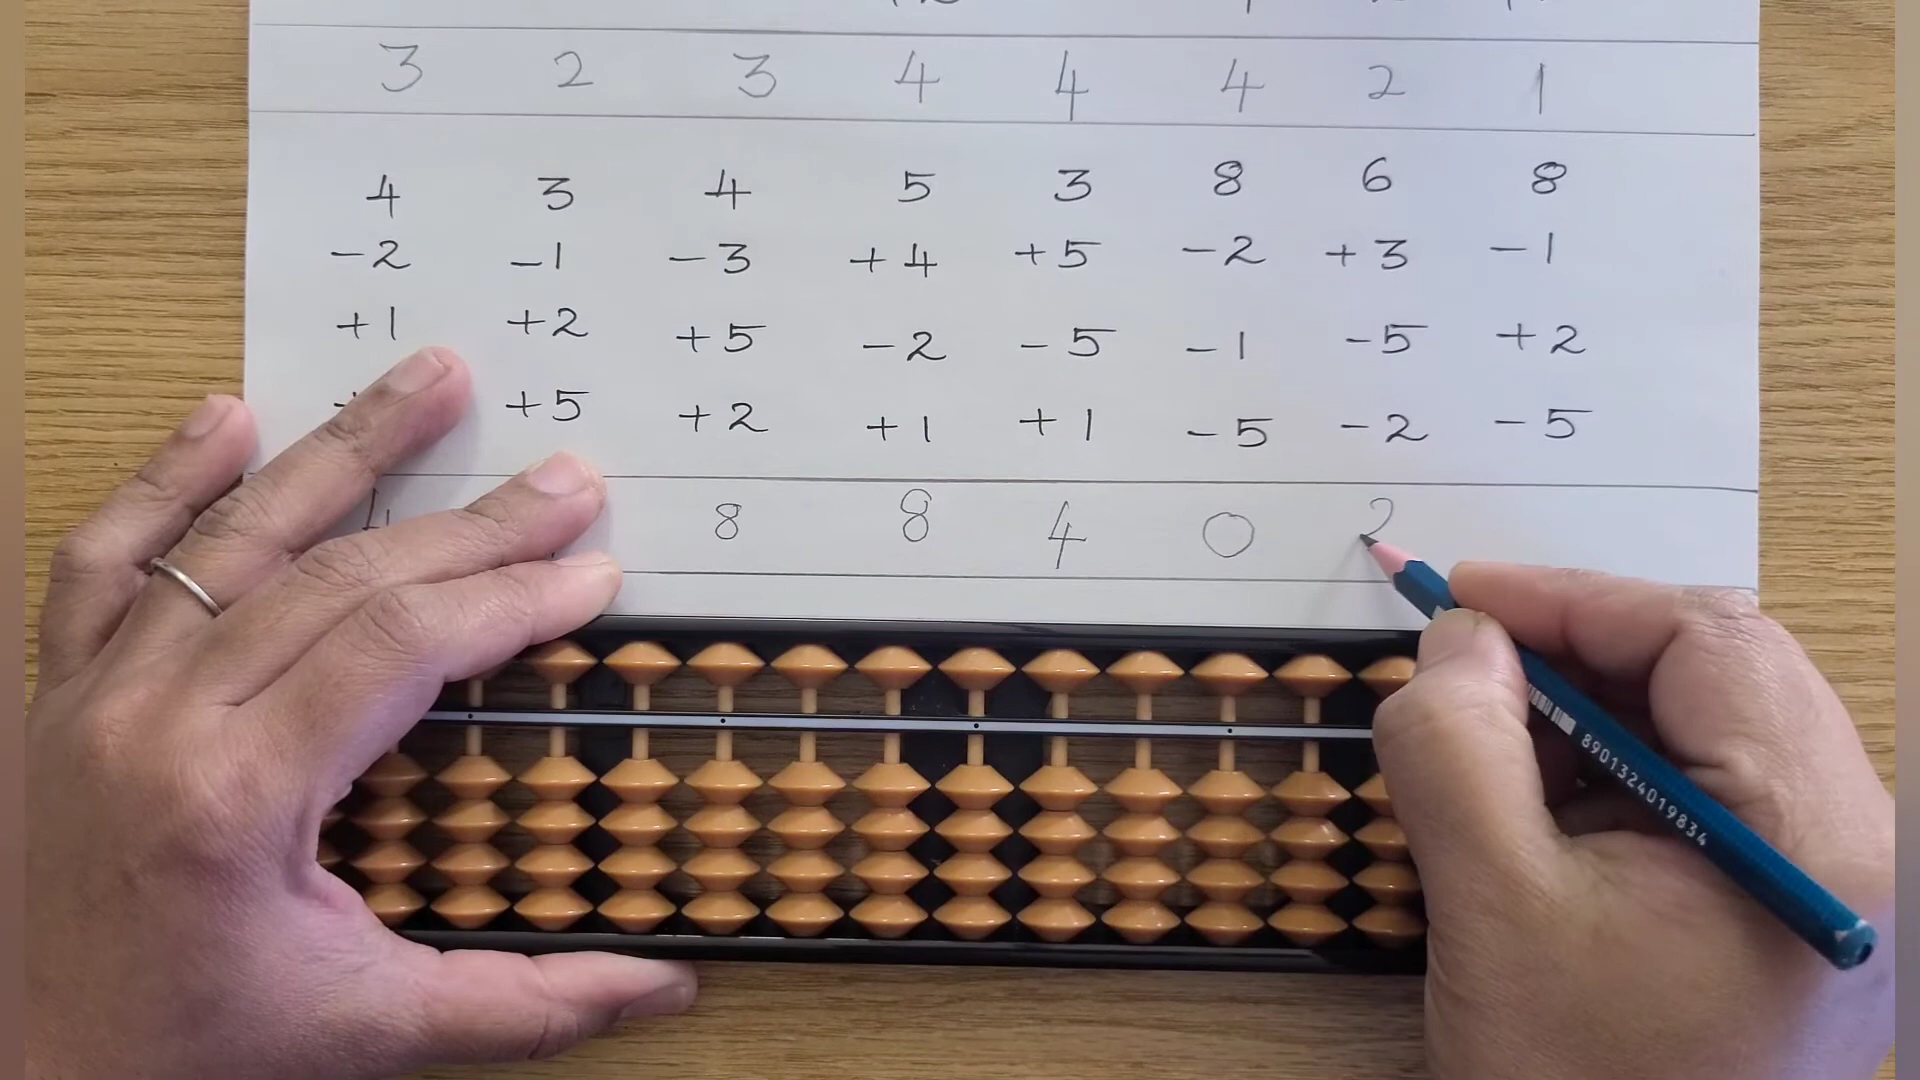 3 2 3 4 4 4 2 1
4 3 4 5 3 8 6 8
-2 -1 -3 +4 +5 -2 +3 -1
+1 +2 +5 -2 -5 -1 -5 +2
+5 +2 +1 +1 -5 -2 -5
8 8 4 0 2
8901324019834